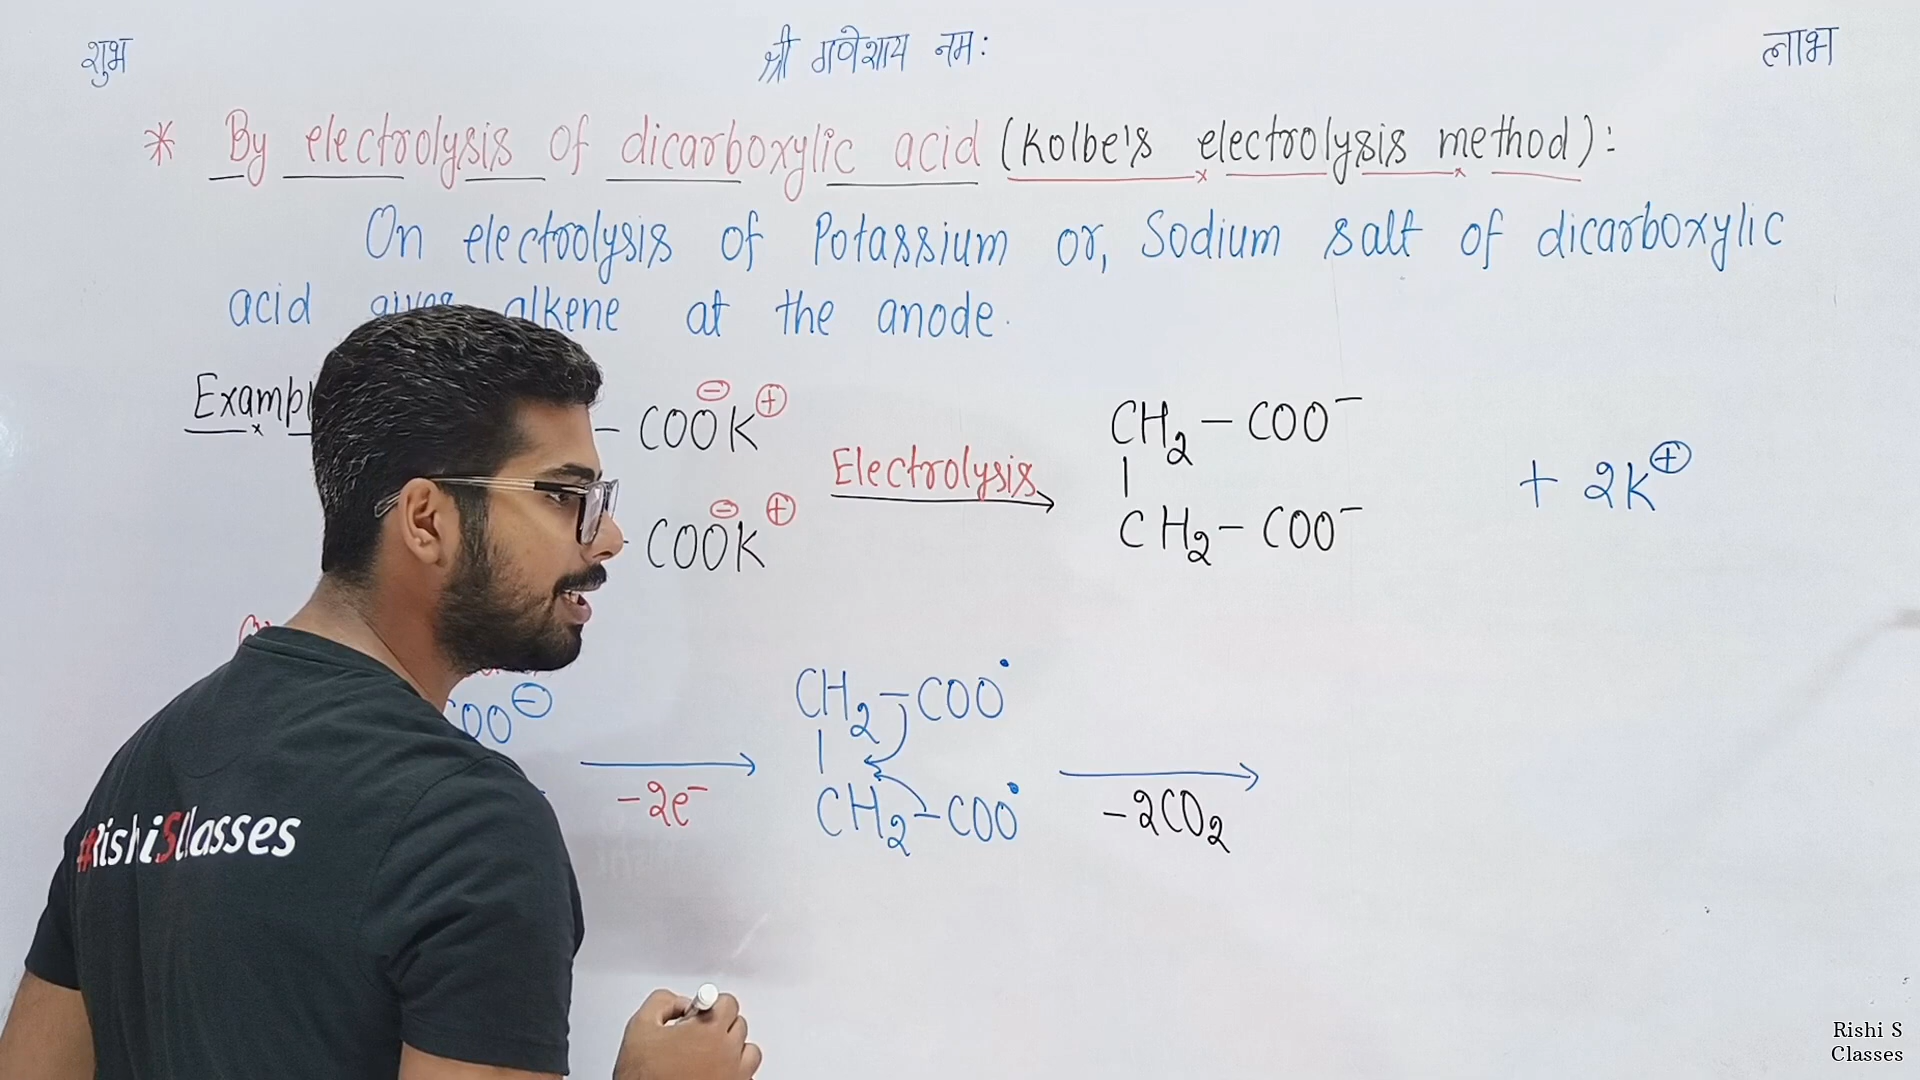 शुभ श्री गणेशाय नमः लाभ
* By electrolysis of dicarboxylic acid (Kolbe's electrolysis method):
On electrolysis of Potassium or, Sodium salt of dicarboxylic
acid gives alkene at the anode.
- COOK ⊖ ⊕
Electrolysis
CH2 - COO⁻
|
CH2 - COO⁻
+ 2K⊕
- COOK ⊖ ⊕
COO⊖
-2e⁻
CH2 - COO•
|
CH2 - COO•
-2CO2
#RishiSClasses
Rishi S
Classes